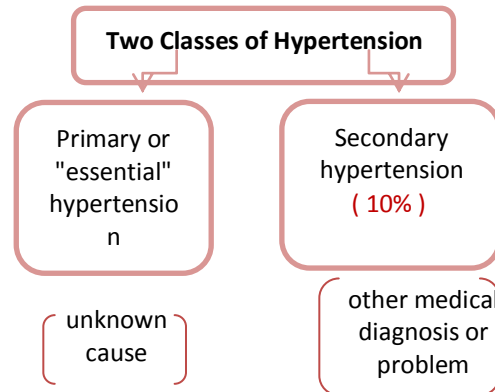 Two Classes of Hypertension
Primary or
"essential"
hypertensio
n
Secondary
hypertension
( 10% )
unknown
cause
other medical
diagnosis or
problem